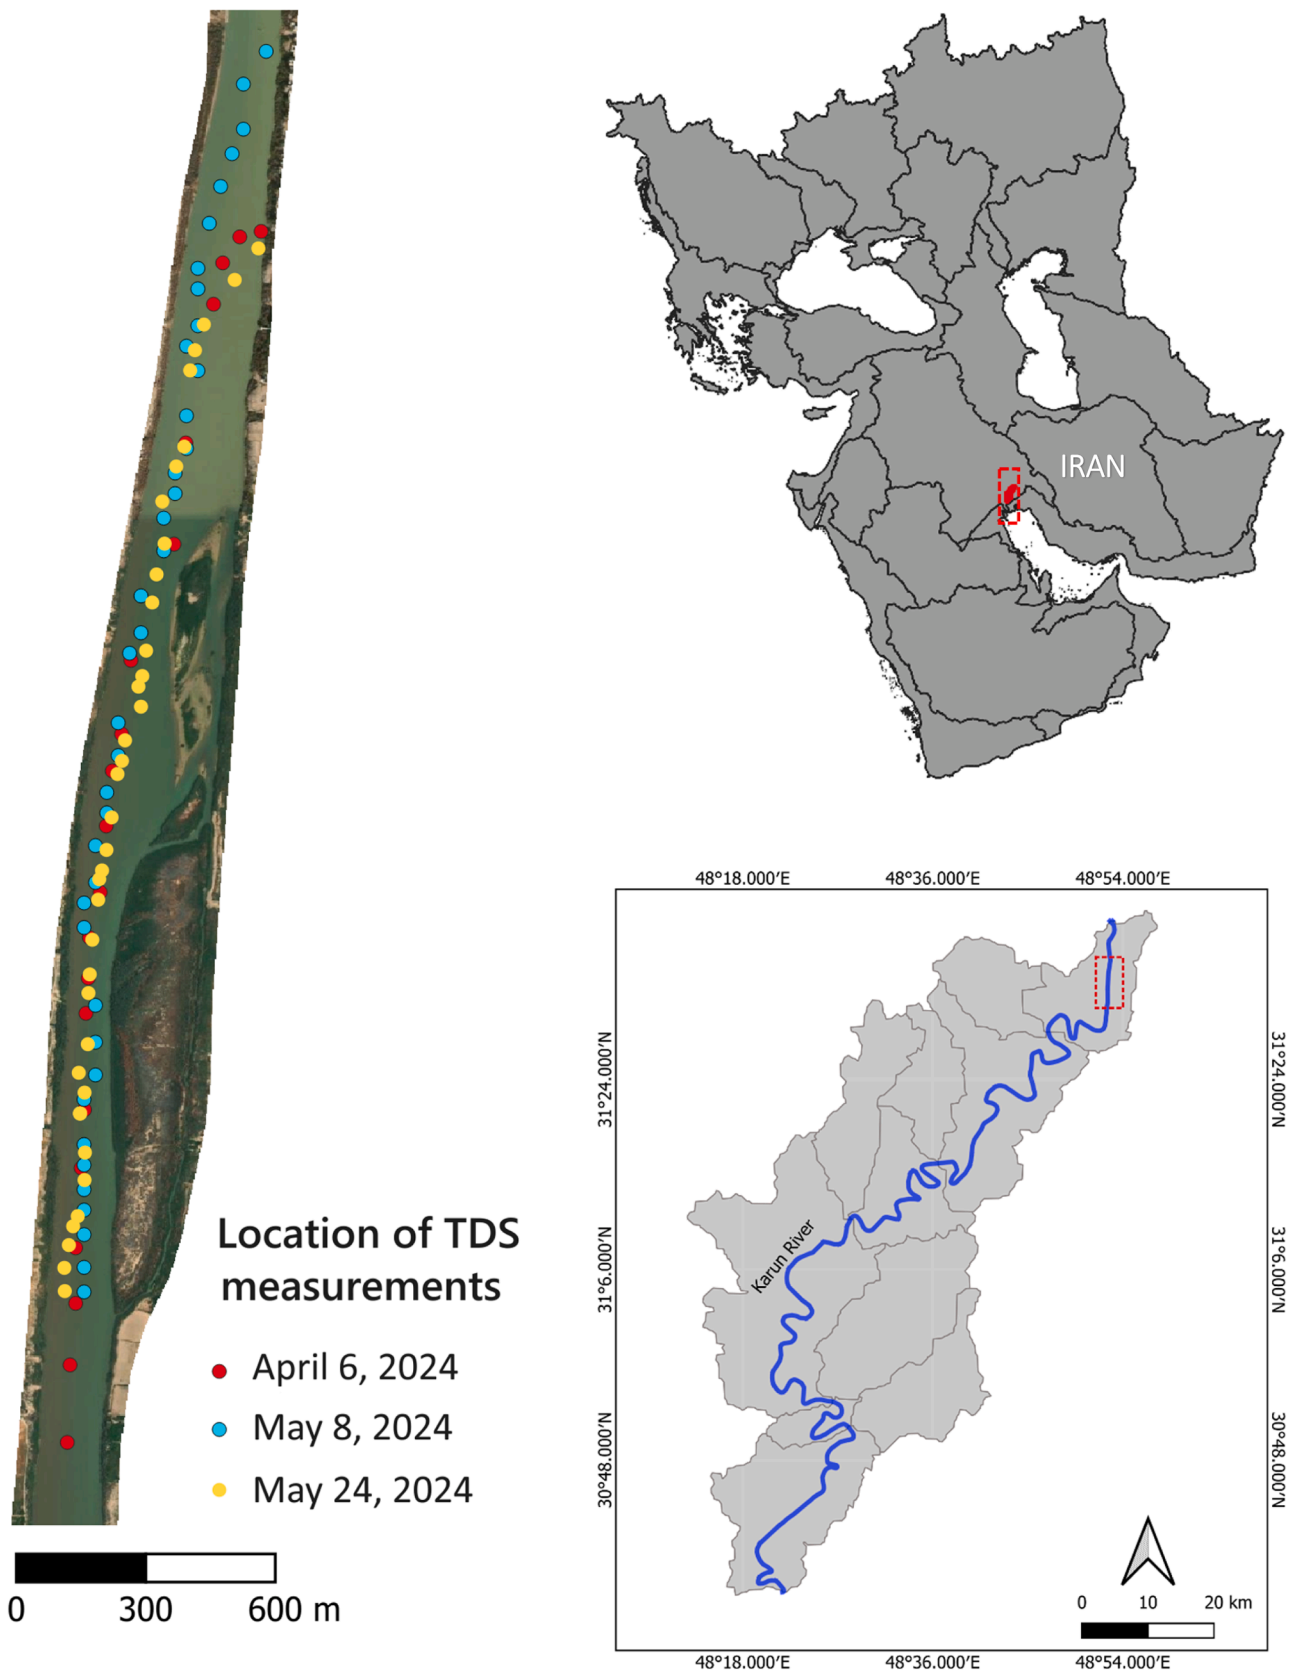 IRAN
Location of TDS
measurements
April 6, 2024
May 8, 2024
May 24, 2024
0 300 600 m
48°18.000′E 48°36.000′E 48°54.000′E
31°24.000′N 31°24.000′N
31°6.000′N 31°6.000′N
30°48.000′N 30°48.000′N
Karun River
0 10 20 km
48°18.000′E 48°36.000′E 48°54.000′E